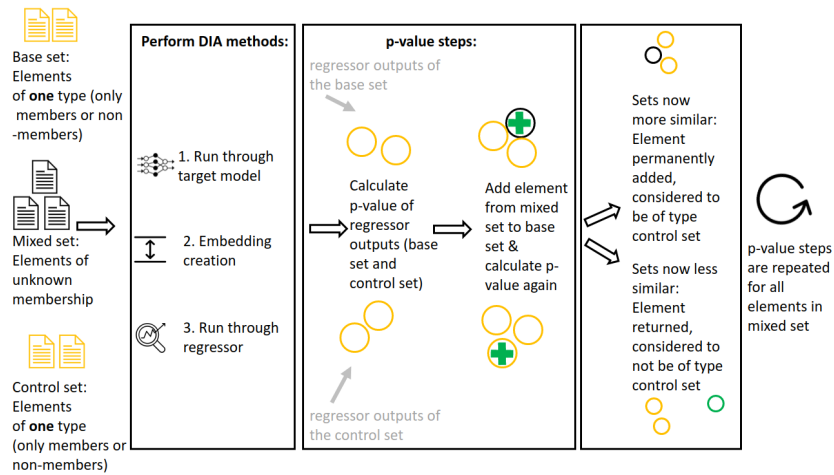 Base set:
Elements
of one type (only
members or non
-members)
Mixed set:
Elements of
unknown
membership
Control set:
Elements
of one type
(only members or
non-members)
Perform DIA methods:
1. Run through
target model
2. Embedding
creation
3. Run through
regressor
p-value steps:
regressor outputs of
the base set
Calculate
p-value of
regressor
outputs (base
set and
control set)
regressor outputs of
the control set
Add element
from mixed
set to base
set &
calculate p-
value again
Sets now
more similar:
Element
permanently
added,
considered to
be of type
control set
Sets now less
similar:
Element
returned,
considered to
not be of type
control set
p-value steps
are repeated
for all
elements in
mixed set